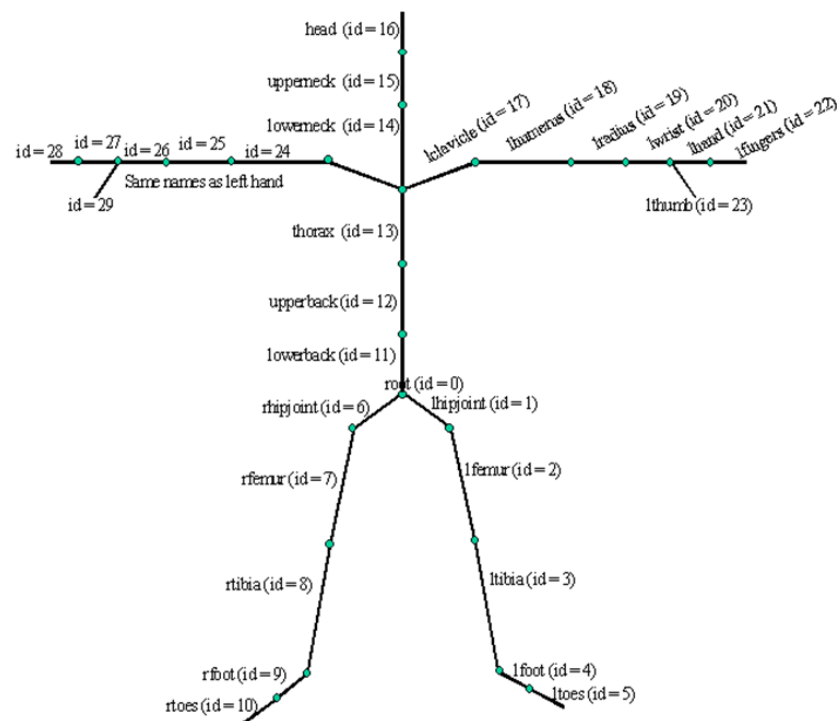 head (id=16)
upperneck (id=15)
lowerneck (id=14)
lclavicle (id=17)
lhumerus (id=18)
lradius (id=19)
lwrist (id=20)
lhand (id=21)
lfingers (id=22)
id=28
id=27
id=26
id=25
id=24
Same names as left hand
id=29
lthumb (id=23)
thorax (id=13)
upperback (id=12)
lowerback (id=11)
root (id=0)
rhipjoint (id=6)
lhipjoint (id=1)
rfemur (id=7)
lfemur (id=2)
rtibia (id=8)
ltibia (id=3)
rfoot (id=9)
lfoot (id=4)
rtoes (id=10)
ltoes (id=5)